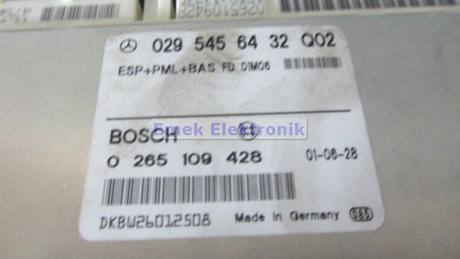 029 545 64 32 Q02
ESP+PML+BAS FD 01M06
BOSCH
Emek Elektronik
0 265 109 428 01-06-28
DKBW26012508 Made in Germany